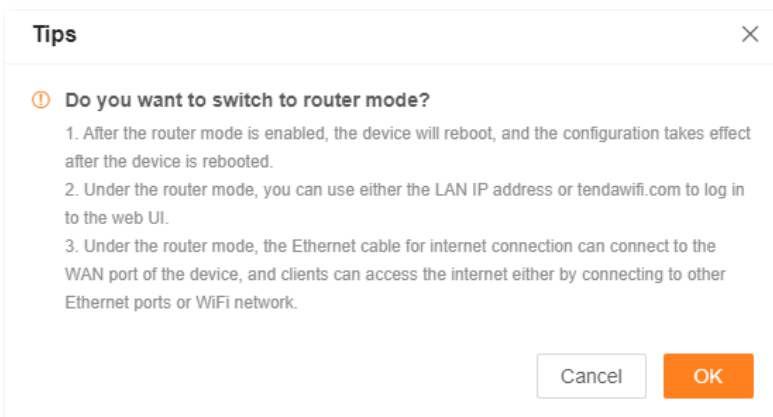 Tips
Do you want to switch to router mode?
1. After the router mode is enabled, the device will reboot, and the configuration takes effect
after the device is rebooted.
2. Under the router mode, you can use either the LAN IP address or tendawifi.com to log in
to the web UI.
3. Under the router mode, the Ethernet cable for internet connection can connect to the
WAN port of the device, and clients can access the internet either by connecting to other
Ethernet ports or WiFi network.
Cancel
OK